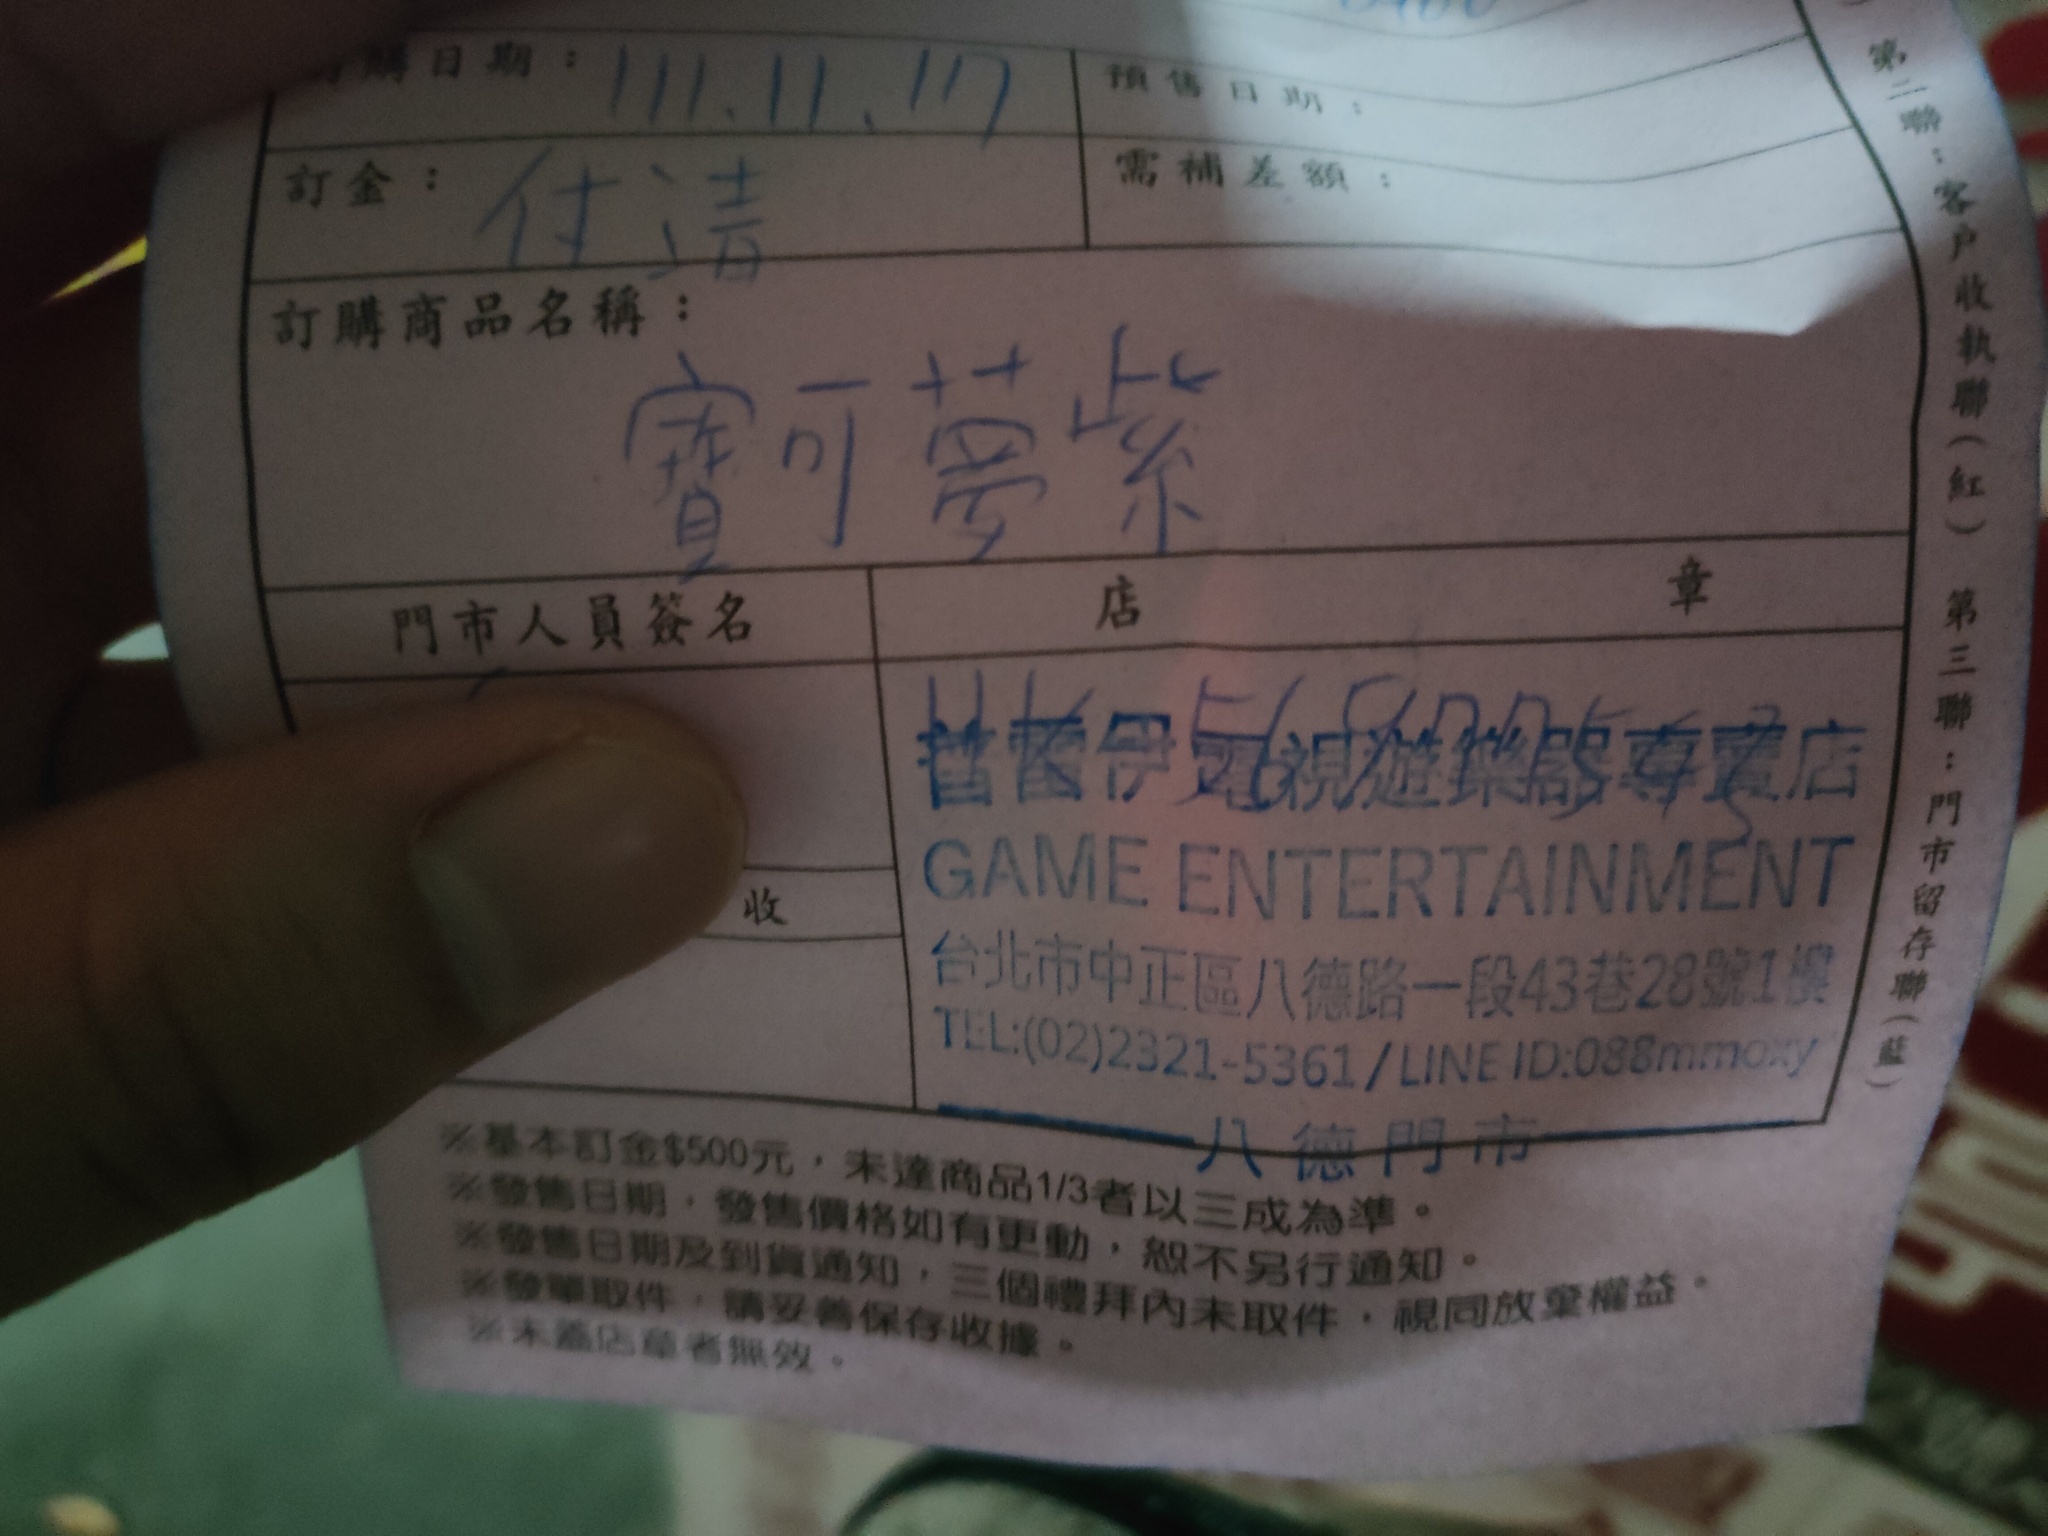 訂購日期：111.11.17
預售日期：
訂金：付清
需補差額：
訂購商品名稱：
寶可夢紫
門市人員簽名
店章
電視遊樂器專賣店
GAME ENTERTAINMENT
台北市中正區八德路一段43巷28號1樓
TEL:(02)2321-5361/LINE ID:088mmoxy
八德門市
收
※基本訂金$500元，未達商品1/3者以三成為準。
※發售日期，發售價格如有更動，恕不另行通知。
※發售日期及到貨通知，三個禮拜內未取件，視同放棄權益。
※發單取件，請妥善保存收據。
※未蓋店章者無效。
第二聯：客戶收執聯(紅) 第三聯：門市留存聯(藍)